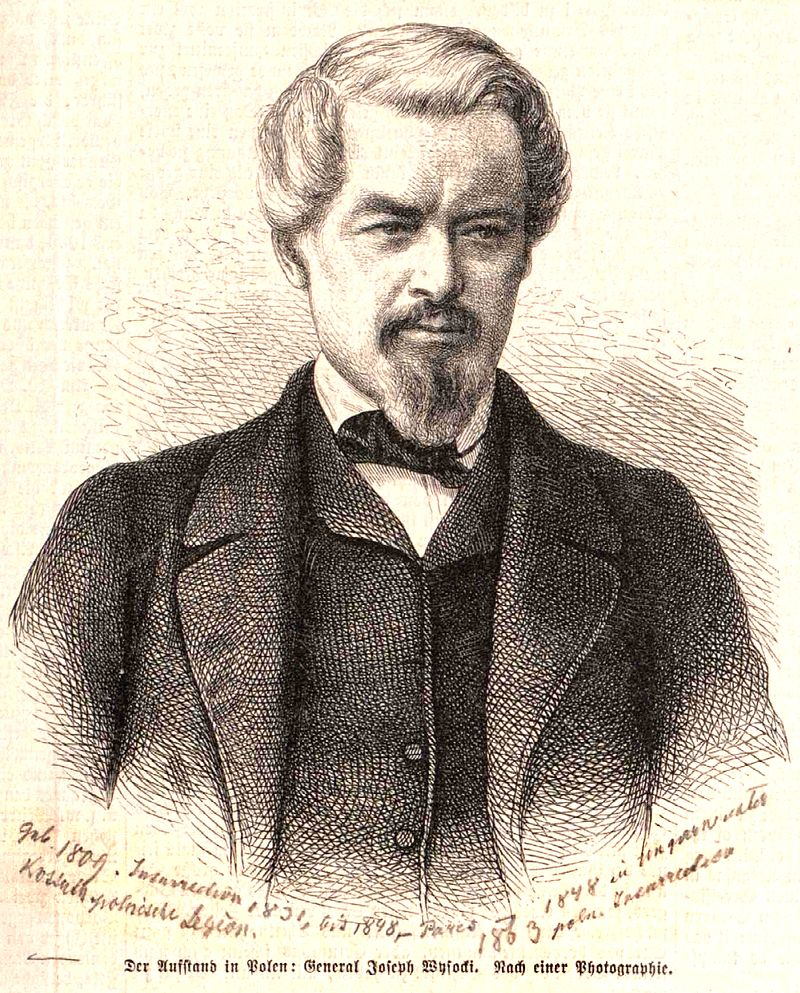 geb. 1809. Insurrection 1831, bis 1848, – Paris, 1848 in Ungarn unter
Kossuth polnische Legion. 1863 poln. Insurrection
Der Aufstand in Polen: General Joseph Wysocki. Nach einer Photographie.